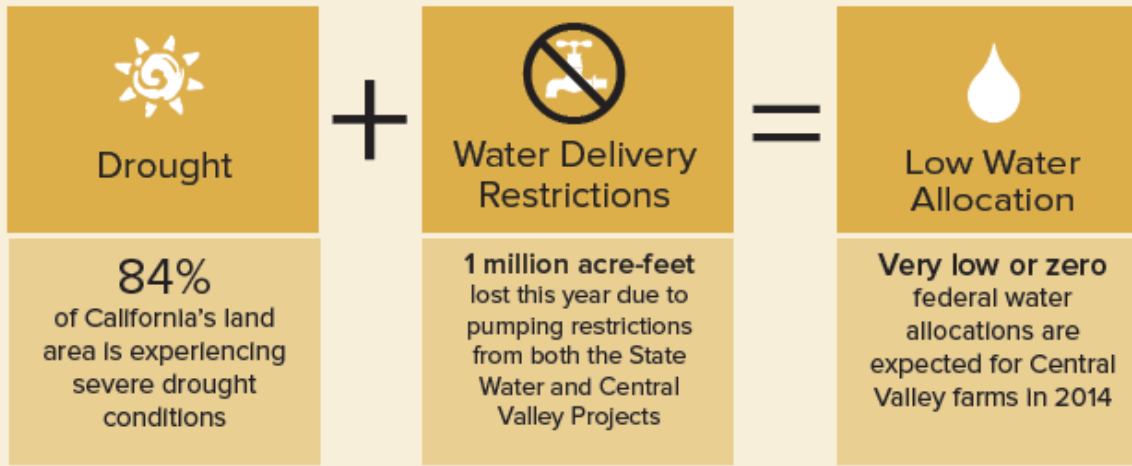 Drought
+
Water Delivery
Restrictions
=
Low Water
Allocation
84%
of California's land
area is experiencing
severe drought
conditions
1 million acre-feet
lost this year due to
pumping restrictions
from both the State
Water and Central
Valley Projects
Very low or zero
federal water
allocations are
expected for Central
Valley farms in 2014